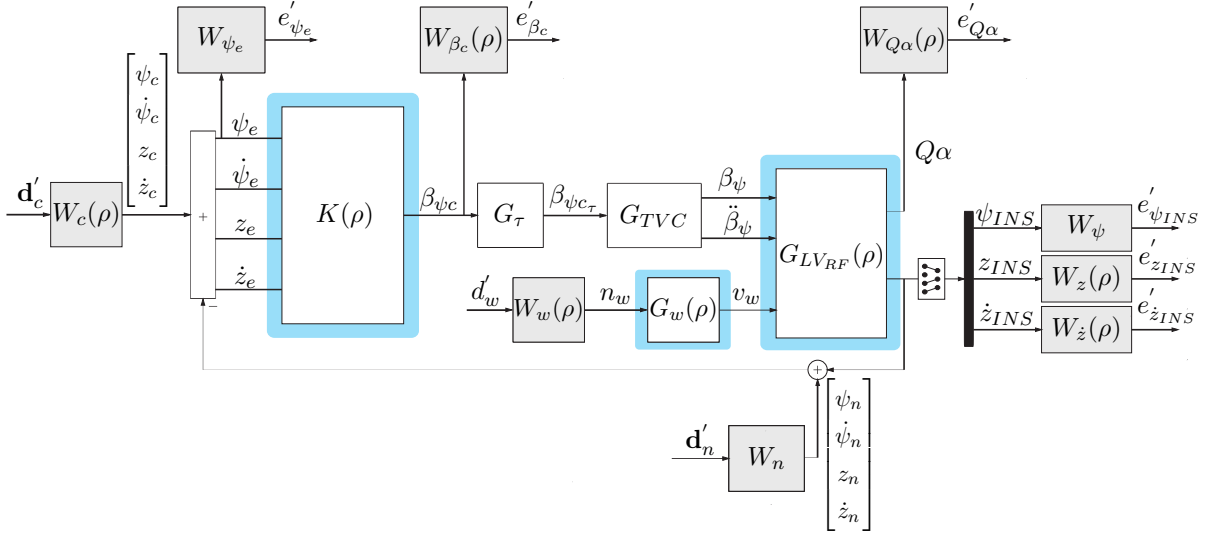 W_{ψ_e}
e'_{ψ_e}
W_{β_c}(ρ)
e'_{β_c}
W_{Qα}(ρ)
e'_{Qα}
ψ_c
ψ̇_c
z_c
ż_c
d'_c
W_c(ρ)
+
−
ψ_e
ψ̇_e
z_e
ż_e
K(ρ)
β_{ψc}
G_τ
β_{ψc_τ}
G_{TVC}
β_ψ
β̈_ψ
G_{LV_{RF}}(ρ)
Qα
d'_w
W_w(ρ)
n_w
G_w(ρ)
v_w
ψ_{INS}
W_ψ
e'_{ψ_{INS}}
z_{INS}
W_z(ρ)
e'_{z_{INS}}
ż_{INS}
W_ż(ρ)
e'_{ż_{INS}}
+
d'_n
W_n
ψ_n
ψ̇_n
z_n
ż_n